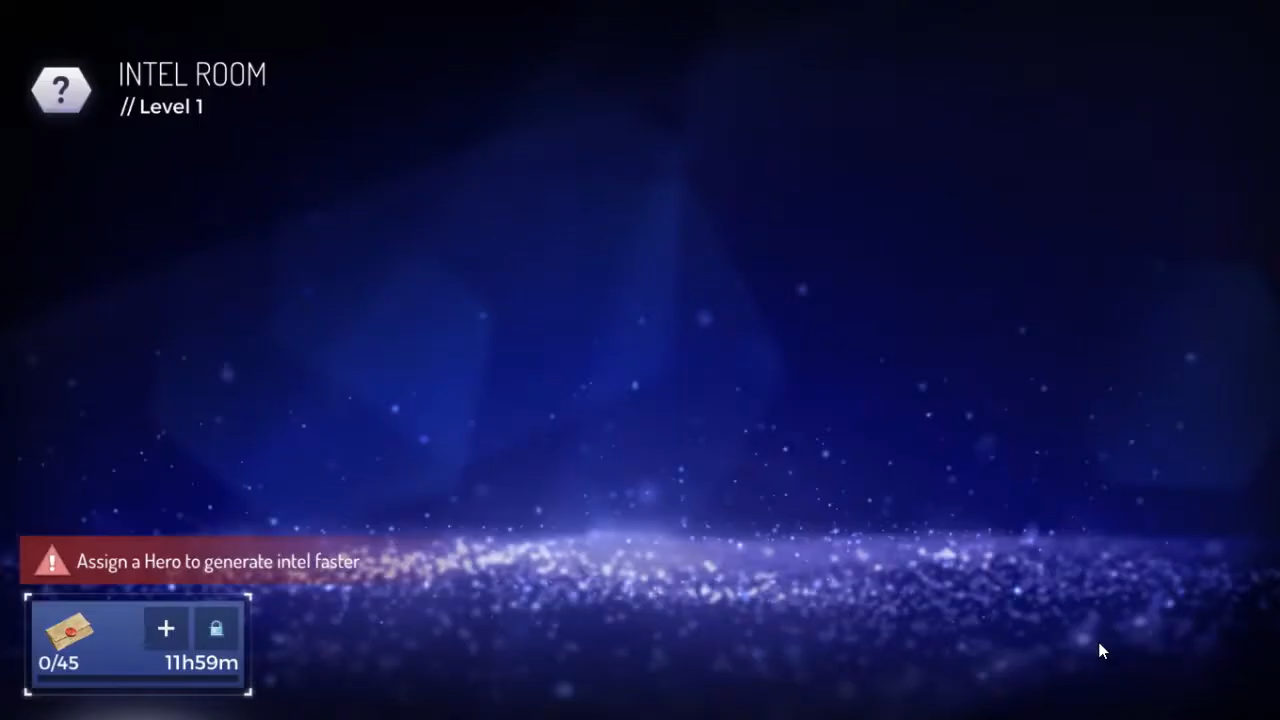 ?
INTEL ROOM
// Level 1
Assign a Hero to generate intel faster
0/45
11h59m